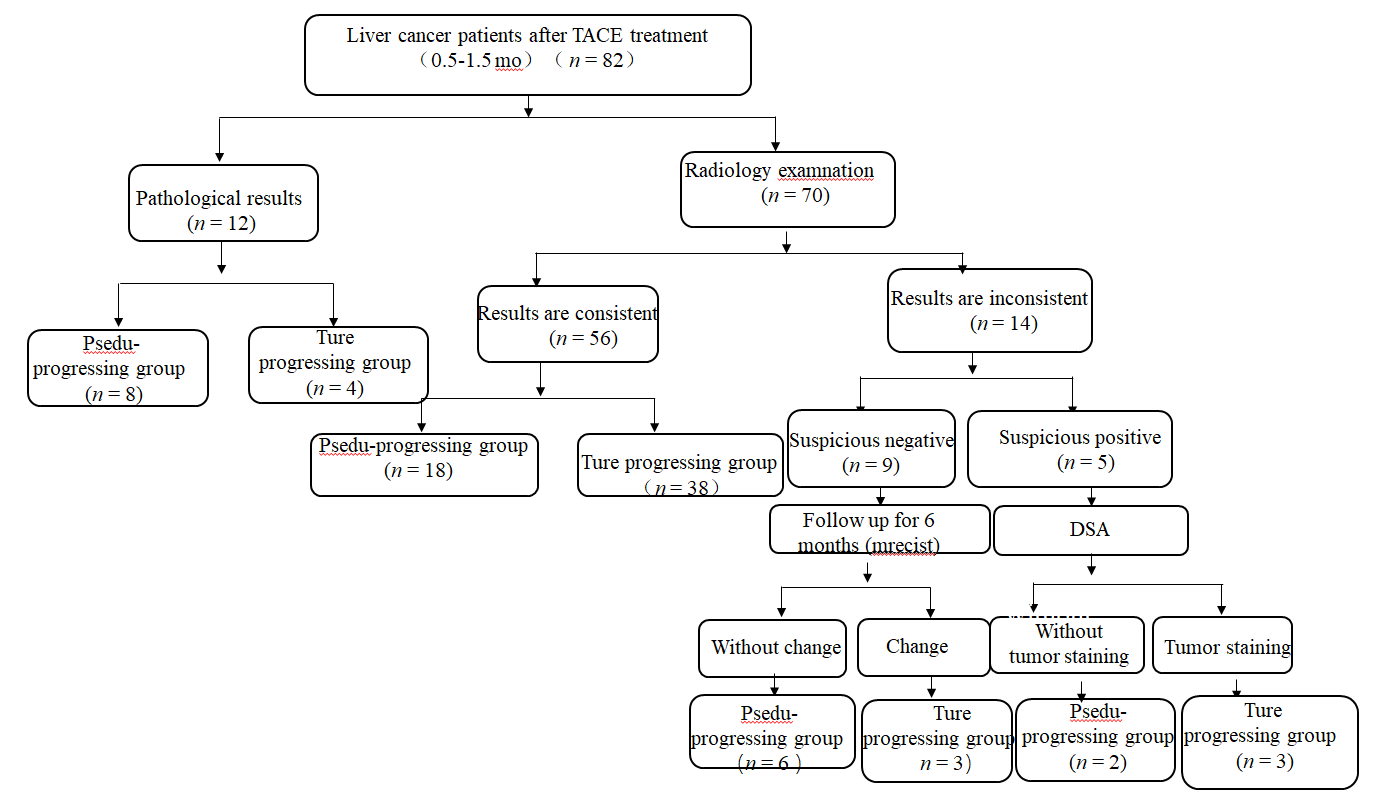 Liver cancer patients after TACE treatment
（0.5-1.5 mo）（ n = 82）
Pathological results
(n = 12)
Radiology examnation
(n = 70)
Psedu-
progressing group
(n = 8)
Ture
progressing group
(n = 4)
Results are consistent
(n = 56)
Results are inconsistent
(n = 14)
Psedu-progressing group
(n = 18)
Ture progressing group
（n = 38）
Suspicious negative
(n = 9)
Suspicious positive
(n = 5)
Follow up for 6
months (mrecist)
DSA
Without change
Change
Without
tumor staining
Tumor staining
Psedu-
progressing group
(n = 6 )
Ture
progressing group
n = 3)
Psedu-
progressing group
(n = 2)
Ture
progressing group
(n = 3)